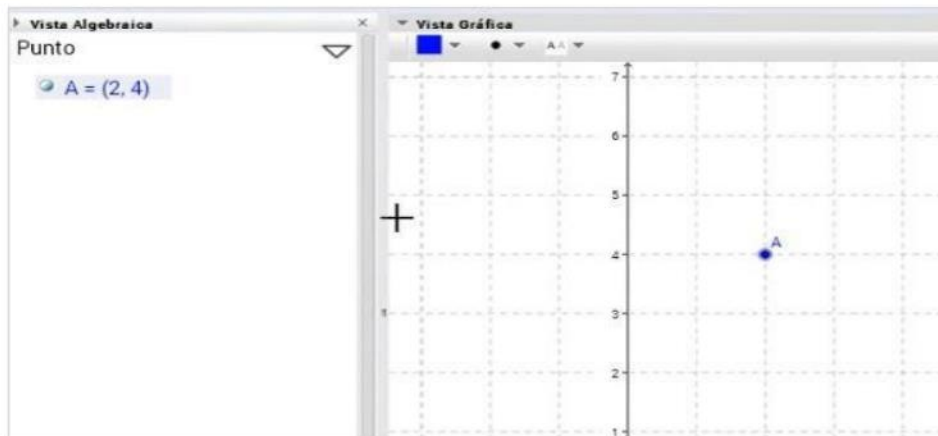 Vista Algebraica
Punto
A = (2, 4)
Vista Gráfica
A A
7
6
5
A
4
3
2
1